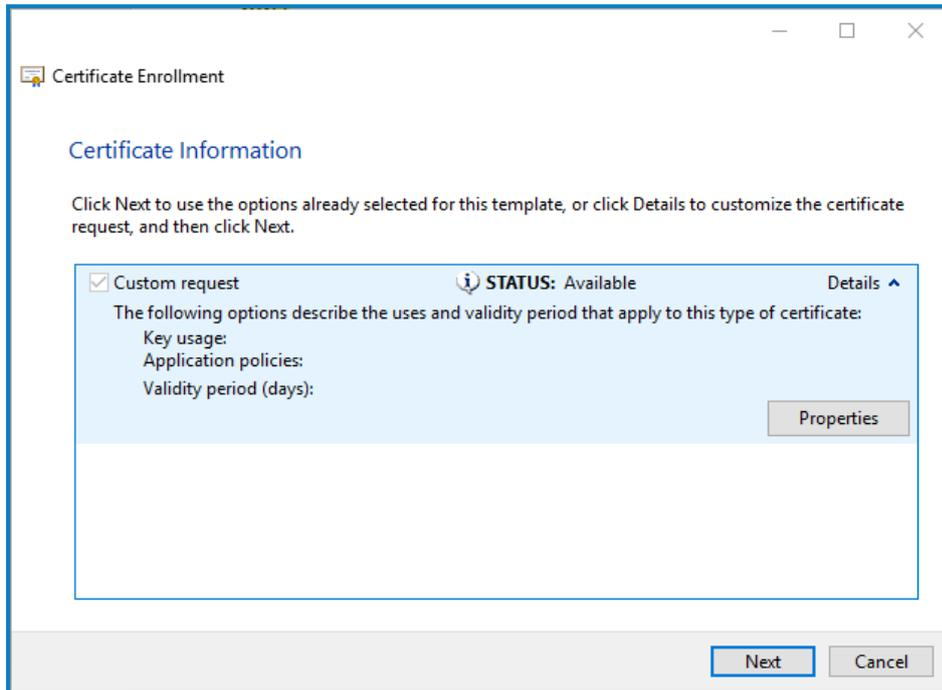 Certificate Enrollment
Certificate Information
Click Next to use the options already selected for this template, or click Details to customize the certificate
request, and then click Next.
Custom request STATUS: Available Details
The following options describe the uses and validity period that apply to this type of certificate:
Key usage:
Application policies:
Validity period (days):
Properties
Next Cancel